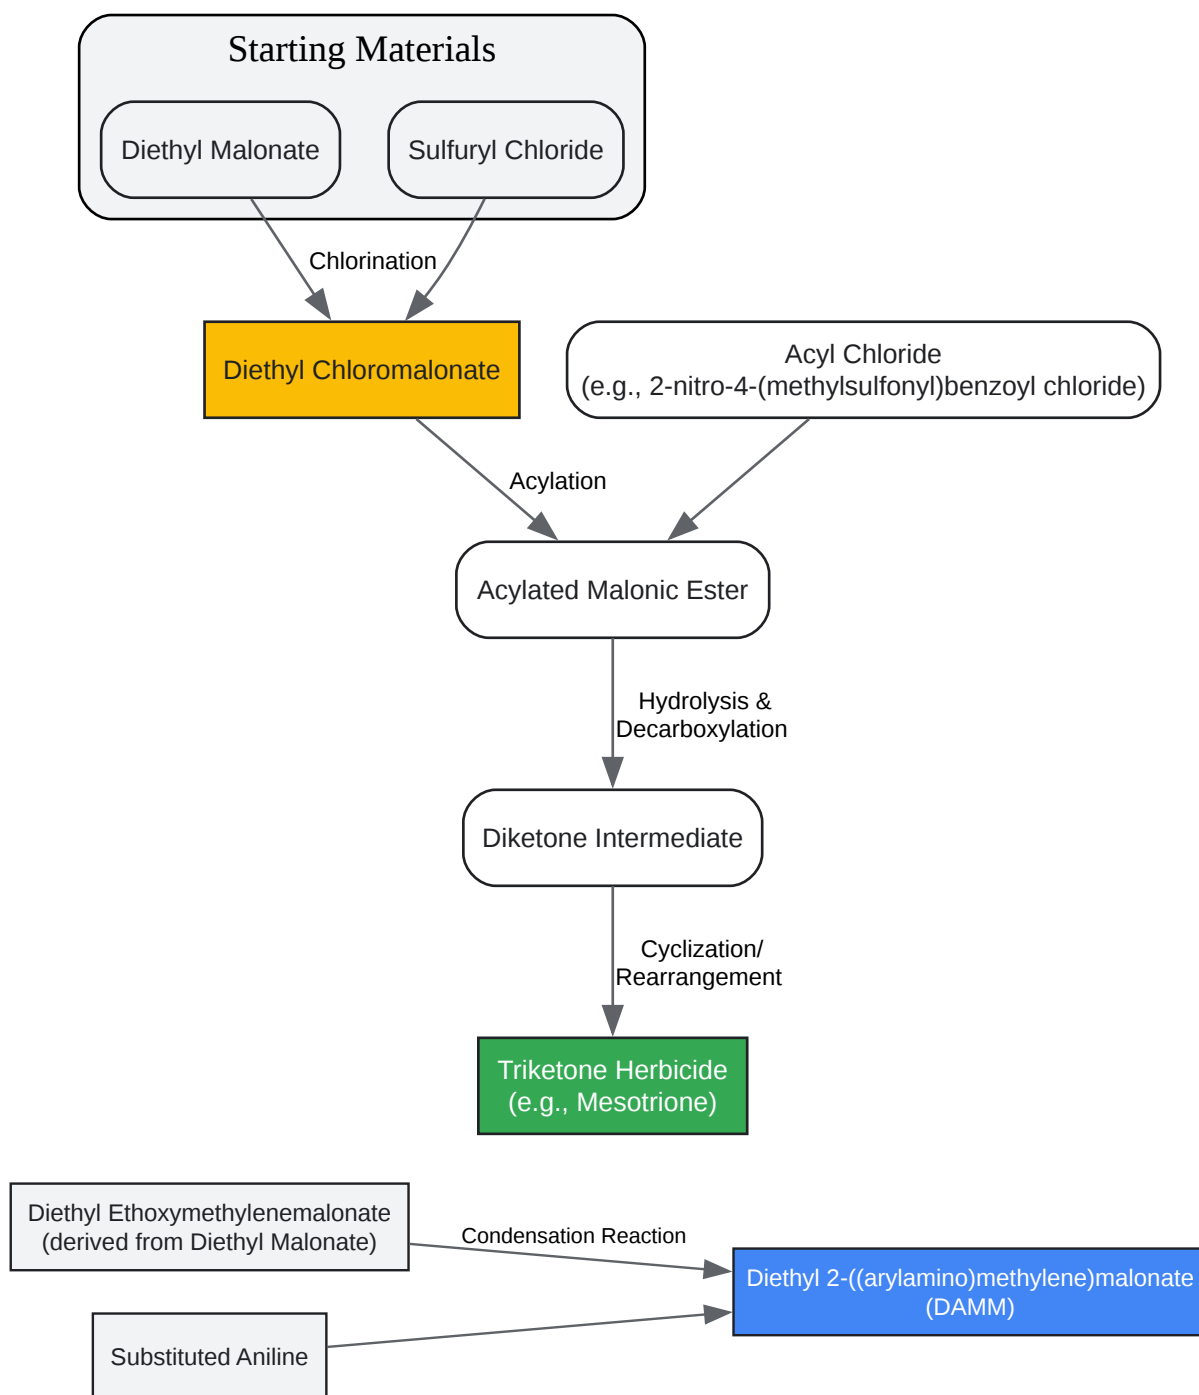 Starting Materials
Diethyl Malonate
Sulfuryl Chloride
Chlorination
Diethyl Chloromalonate
Acyl Chloride
(e.g., 2-nitro-4-(methylsulfonyl)benzoyl chloride)
Acylation
Acylated Malonic Ester
Hydrolysis &
Decarboxylation
Diketone Intermediate
Cyclization/
Rearrangement
Triketone Herbicide
(e.g., Mesotrione)
Diethyl Ethoxymethylenemalonate
(derived from Diethyl Malonate)
Condensation Reaction
Diethyl 2-((arylamino)methylene)malonate
(DAMM)
Substituted Aniline